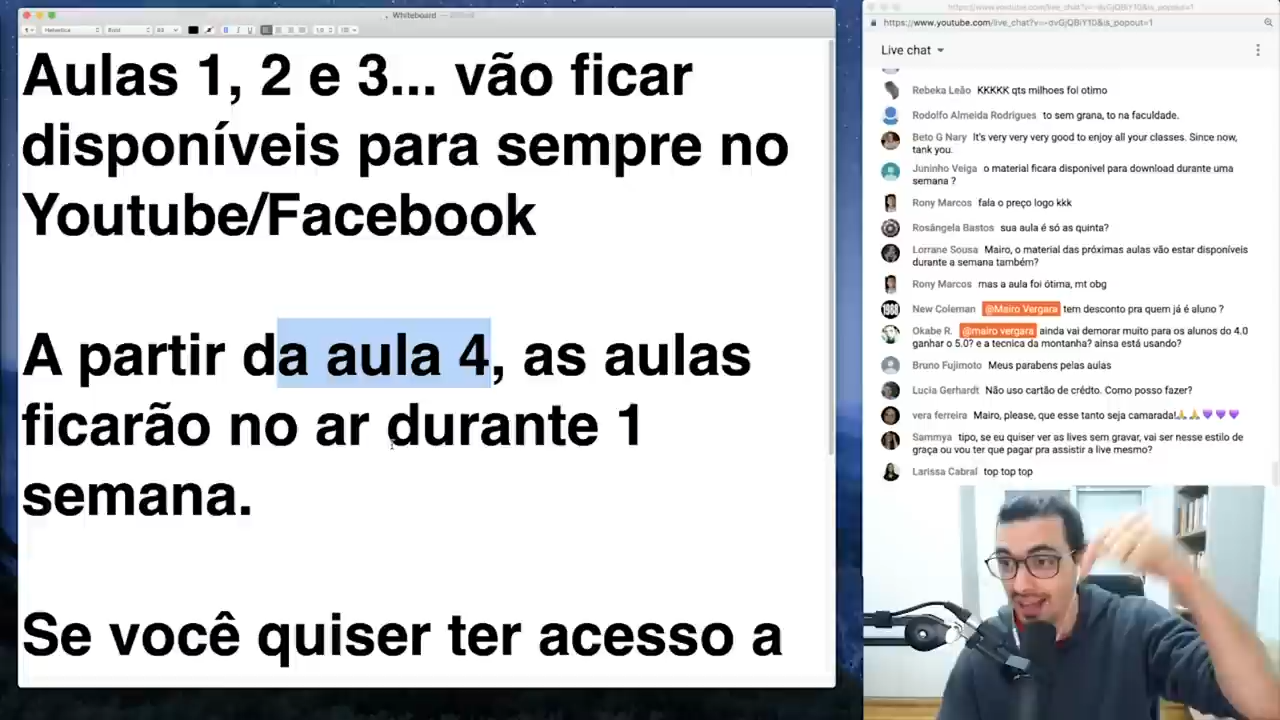 Whiteboard
Helvetica
Bold
Aulas 1, 2 e 3... vão ficar
disponíveis para sempre no
Youtube/Facebook
A partir da aula 4, as aulas
ficarão no ar durante 1
semana.
Se você quiser ter acesso a
Live chat
Rebeka Leão KKKKK qts milhoes foi otimo
Rodolfo Almeida Rodrigues to sem grana, to na faculdade.
Beto G Nary It's very very very good to enjoy all your classes. Since now,
tank you.
Juninho Veiga o material ficara disponivel para download durante uma
semana ?
Rony Marcos fala o preço logo kkk
Rosângela Bastos sua aula é só as quinta?
Lorrane Sousa Mairo, o material das próximas aulas vão estar disponíveis
durante a semana também?
Rony Marcos mas a aula foi ótima, mt obg
New Coleman @Mairo Vergara tem desconto pra quem já é aluno ?
Okabe R. @mairo vergara ainda vai demorar muito para os alunos do 4.0
ganhar o 5.0? e a tecnica da montanha? ainsa está usando?
Bruno Fujimoto Meus parabens pelas aulas
Lucia Gerhardt Não uso cartão de crédto. Como posso fazer?
vera ferreira Mairo, please, que esse tanto seja camarada!🙏🙏💜💜💜
Sammya tipo, se eu quiser ver as lives sem gravar, vai ser nesse estilo de
graça ou vou ter que pagar pra assistir a live mesmo?
Larissa Cabral top top top